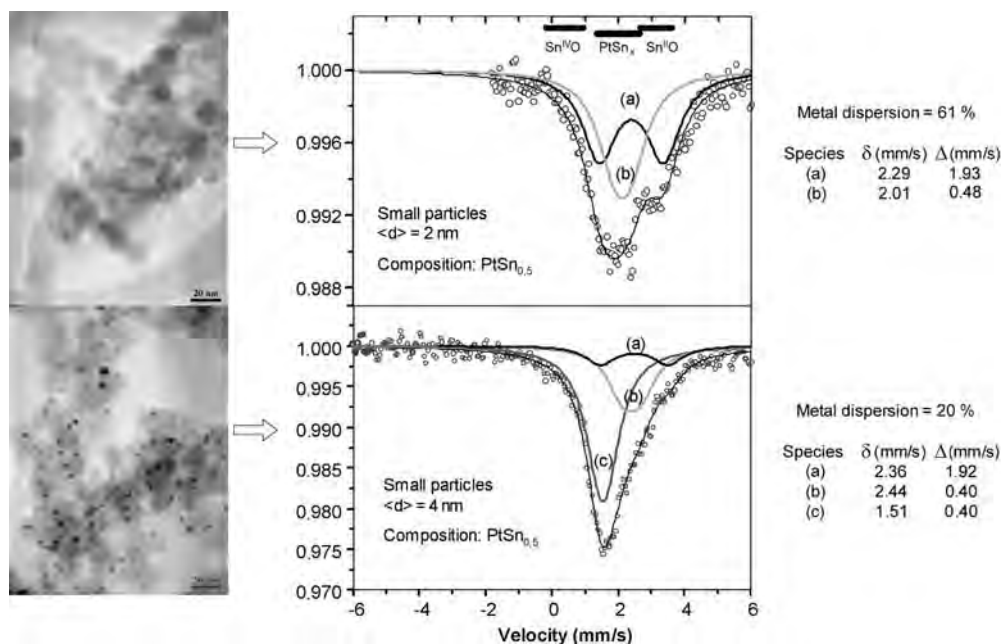 20 nm
Sn^IV O PtSn_x Sn^II O
1.000
0.996
0.992
0.988
(a)
(b)
Small particles
<d> = 2 nm
Composition: PtSn_0,5
Metal dispersion = 61 %
Species δ (mm/s) Δ (mm/s)
(a) 2.29 1.93
(b) 2.01 0.48
1.000
0.995
0.990
0.985
0.980
0.975
0.970
(a)
(b)
(c)
Small particles
<d> = 4 nm
Composition: PtSn_0,5
Metal dispersion = 20 %
Species δ (mm/s) Δ (mm/s)
(a) 2.36 1.92
(b) 2.44 0.40
(c) 1.51 0.40
-6 -4 -2 0 2 4 6
Velocity (mm/s)